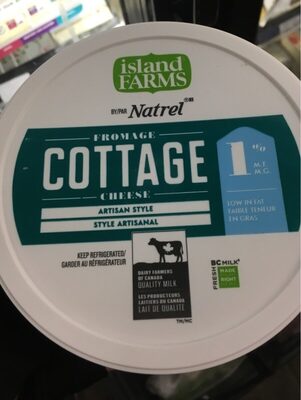 island
FARMS
BY/PAR Natrel
FROMAGE
COTTAGE
CHEESE
ARTISAN STYLE
STYLE ARTISANAL
1%
M.F.
M.G.
LOW IN FAT
FAIBLE TENEUR
EN GRAS
KEEP REFRIGERATED/
GARDER AU RÉFRIGÉRATEUR
DAIRY FARMERS
OF CANADA
QUALITY MILK
LES PRODUCTEURS
LAITIERS DU CANADA
LAIT DE QUALITÉ
TM/MC
BC MILK
FRESH
MADE
RIGHT